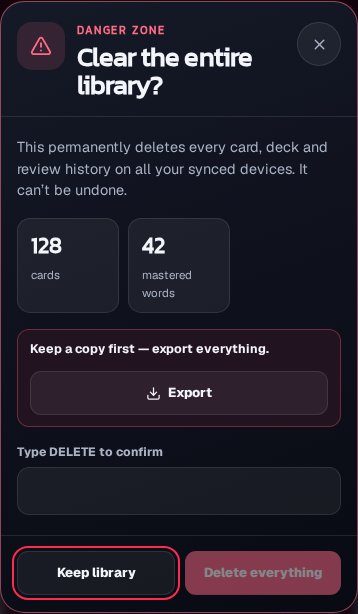 DANGER ZONE
Clear the entire
library?
This permanently deletes every card, deck and
review history on all your synced devices. It
can't be undone.
128
cards
42
mastered
words
Keep a copy first — export everything.
Export
Type DELETE to confirm
Keep library
Delete everything